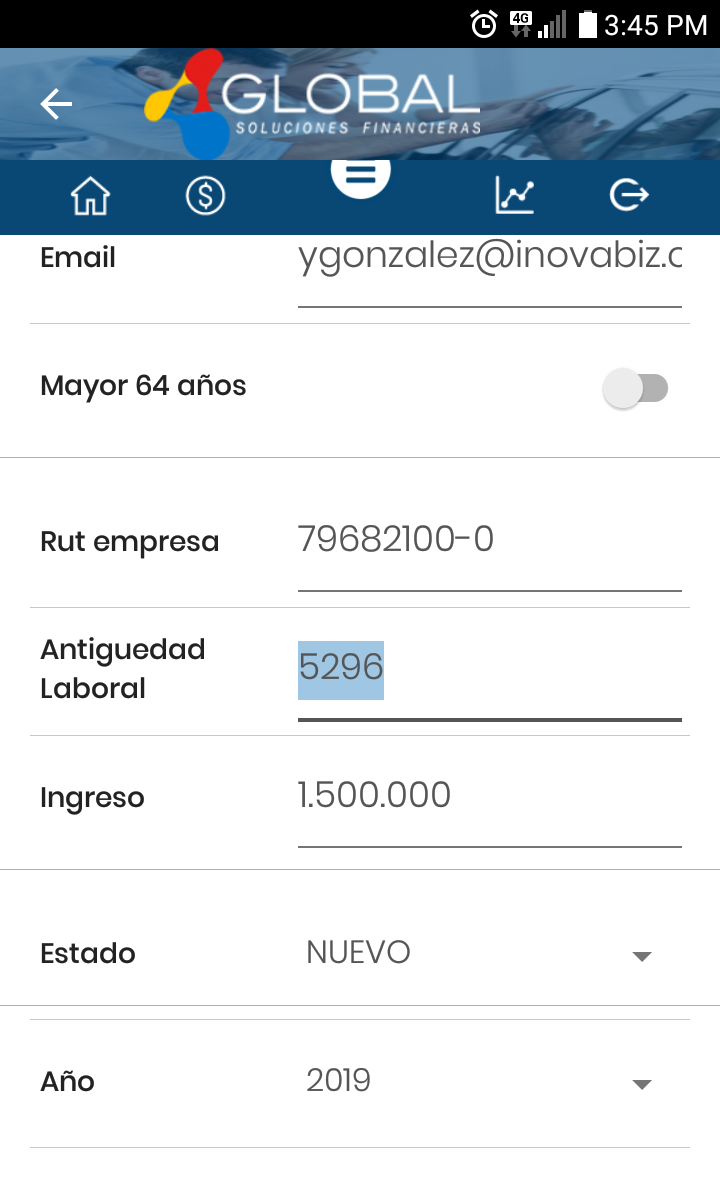 4G
3:45 PM
GLOBAL
SOLUCIONES FINANCIERAS
Email
ygonzalez@inovabiz.c
Mayor 64 años
Rut empresa
79682100-0
Antiguedad
Laboral
5296
Ingreso
1.500.000
Estado
NUEVO
Año
2019